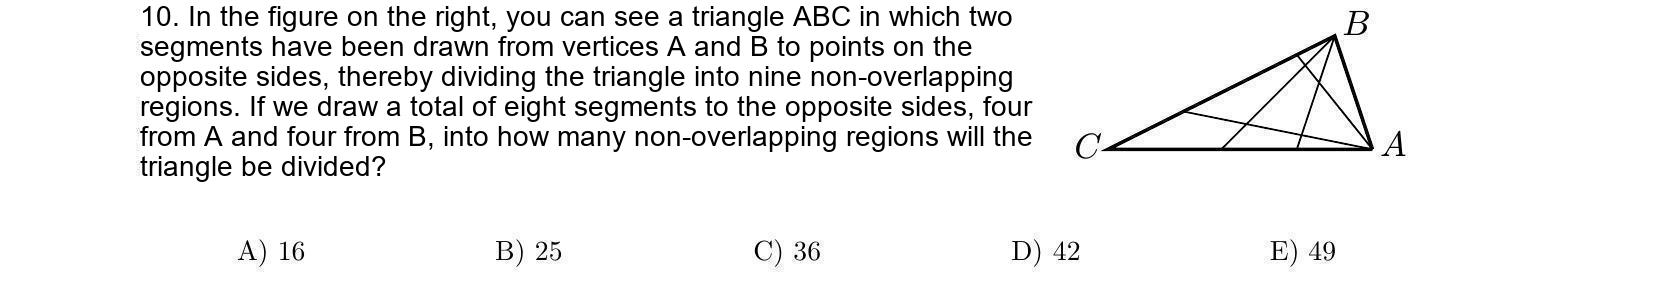 10. In the figure on the right, you can see a triangle ABC in which two
segments have been drawn from vertices A and B to points on the
opposite sides, thereby dividing the triangle into nine non-overlapping
regions. If we draw a total of eight segments to the opposite sides, four
from A and four from B, into how many non-overlapping regions will the
triangle be divided?
B
C
A
A) 16 B) 25 C) 36 D) 42 E) 49